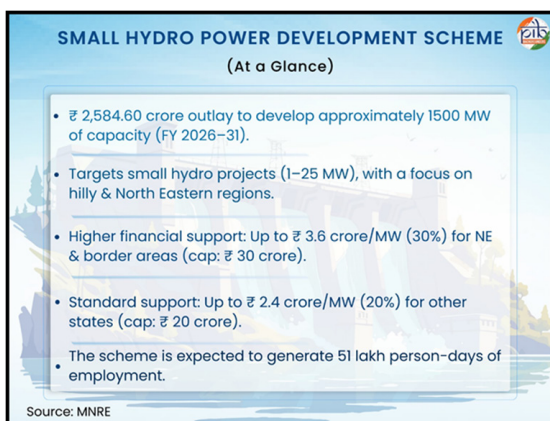 SMALL HYDRO POWER DEVELOPMENT SCHEME
(At a Glance)
pib
• ₹ 2,584.60 crore outlay to develop approximately 1500 MW
of capacity (FY 2026–31).
• Targets small hydro projects (1–25 MW), with a focus on
hilly & North Eastern regions.
• Higher financial support: Up to ₹ 3.6 crore/MW (30%) for NE
& border areas (cap: ₹ 30 crore).
• Standard support: Up to ₹ 2.4 crore/MW (20%) for other
states (cap: ₹ 20 crore).
• The scheme is expected to generate 51 lakh person-days of
employment.
Source: MNRE